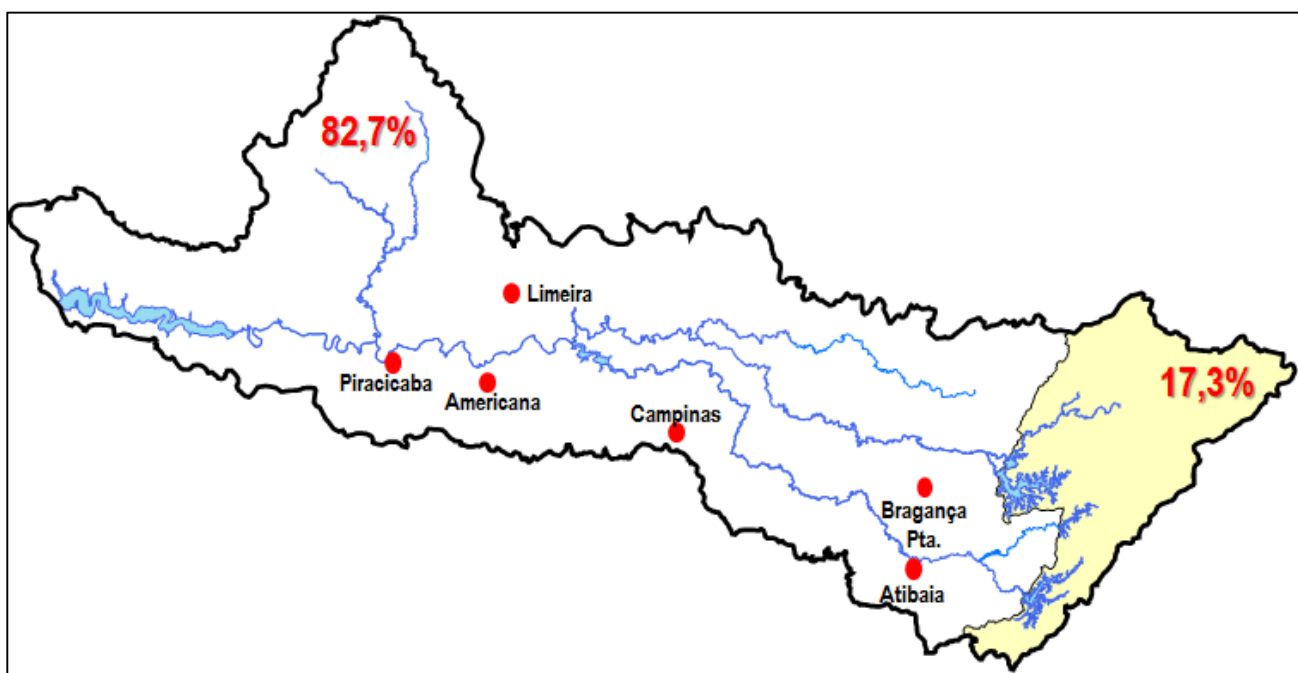 82,7%
Limeira
17,3%
Piracicaba
Americana
Campinas
Bragança
Pta.
Atibaia